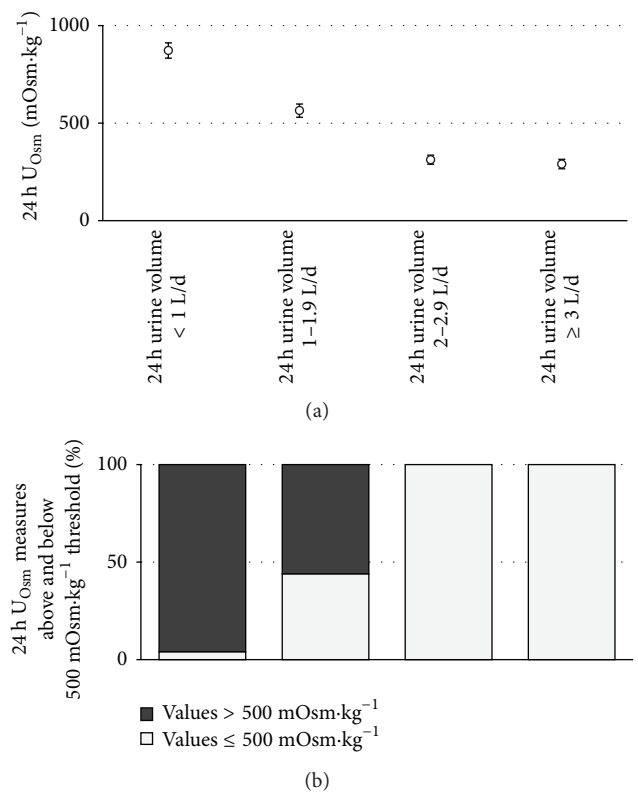 1000
500
0
24 h U_Osm (mOsm·kg⁻¹)
24 h urine volume
< 1 L/d
24 h urine volume
1–1.9 L/d
24 h urine volume
2–2.9 L/d
24 h urine volume
≥ 3 L/d
(a)
100
50
0
24 h U_Osm measures
above and below
500 mOsm·kg⁻¹ threshold (%)
Values > 500 mOsm·kg⁻¹
Values ≤ 500 mOsm·kg⁻¹
(b)